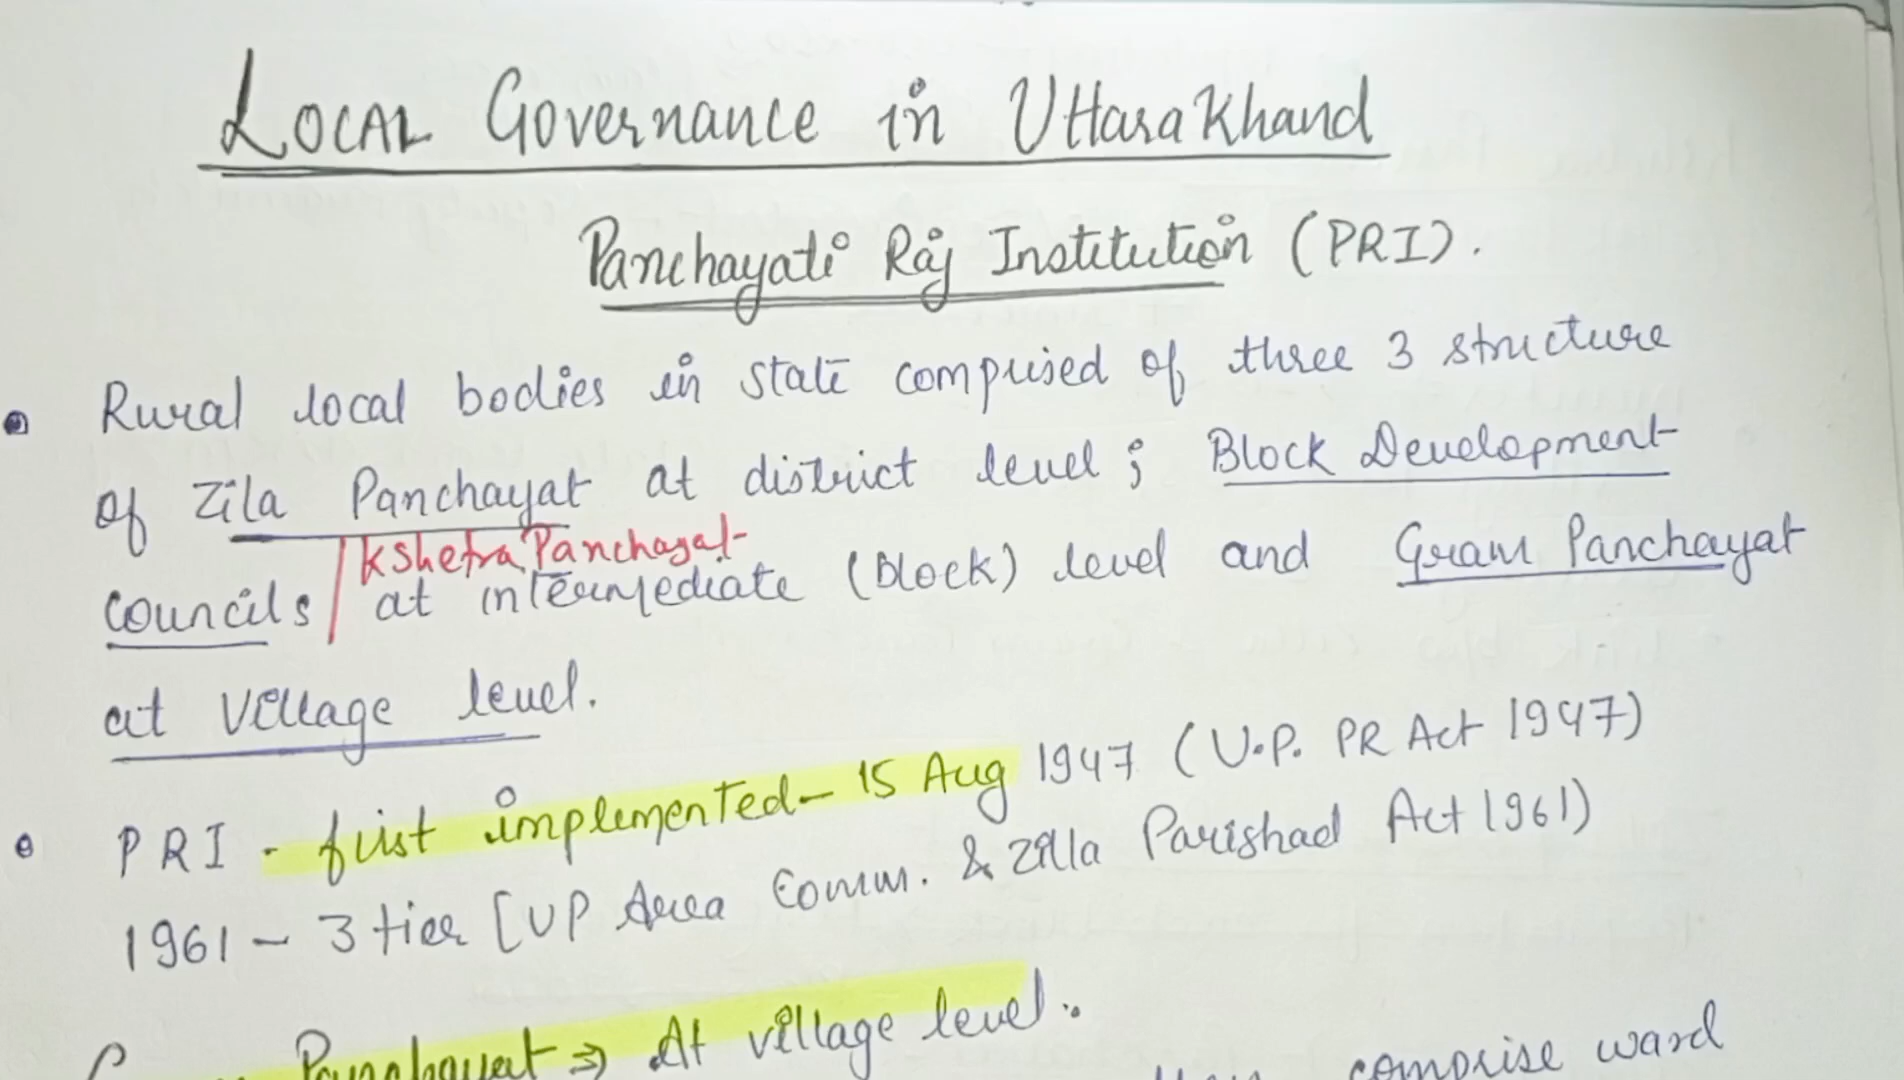 LOCAL Governance in UttaraKhand
Panchayati Raj Institution (PRI).
Rural local bodies in state comprised of three 3 structure
of Zila Panchayat at district level; Block Development
Kshetra Panchayat
councils / at intermediate (block) level and Gram Panchayat
at village level.
PRI - first implemented - 15 Aug 1947 (U.P. PR Act 1947)
1961 - 3 tier [UP Area Comm. & Zilla Parishad Act 1961)
Panchayat ⇒ At village level.
comprise ward